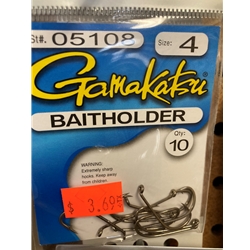 St#. 05108 Size: 4
Gamakatsu
BAITHOLDER
Qty:
10
WARNING:
Extremely sharp
hooks. Keep away
from children.
$ 3.69